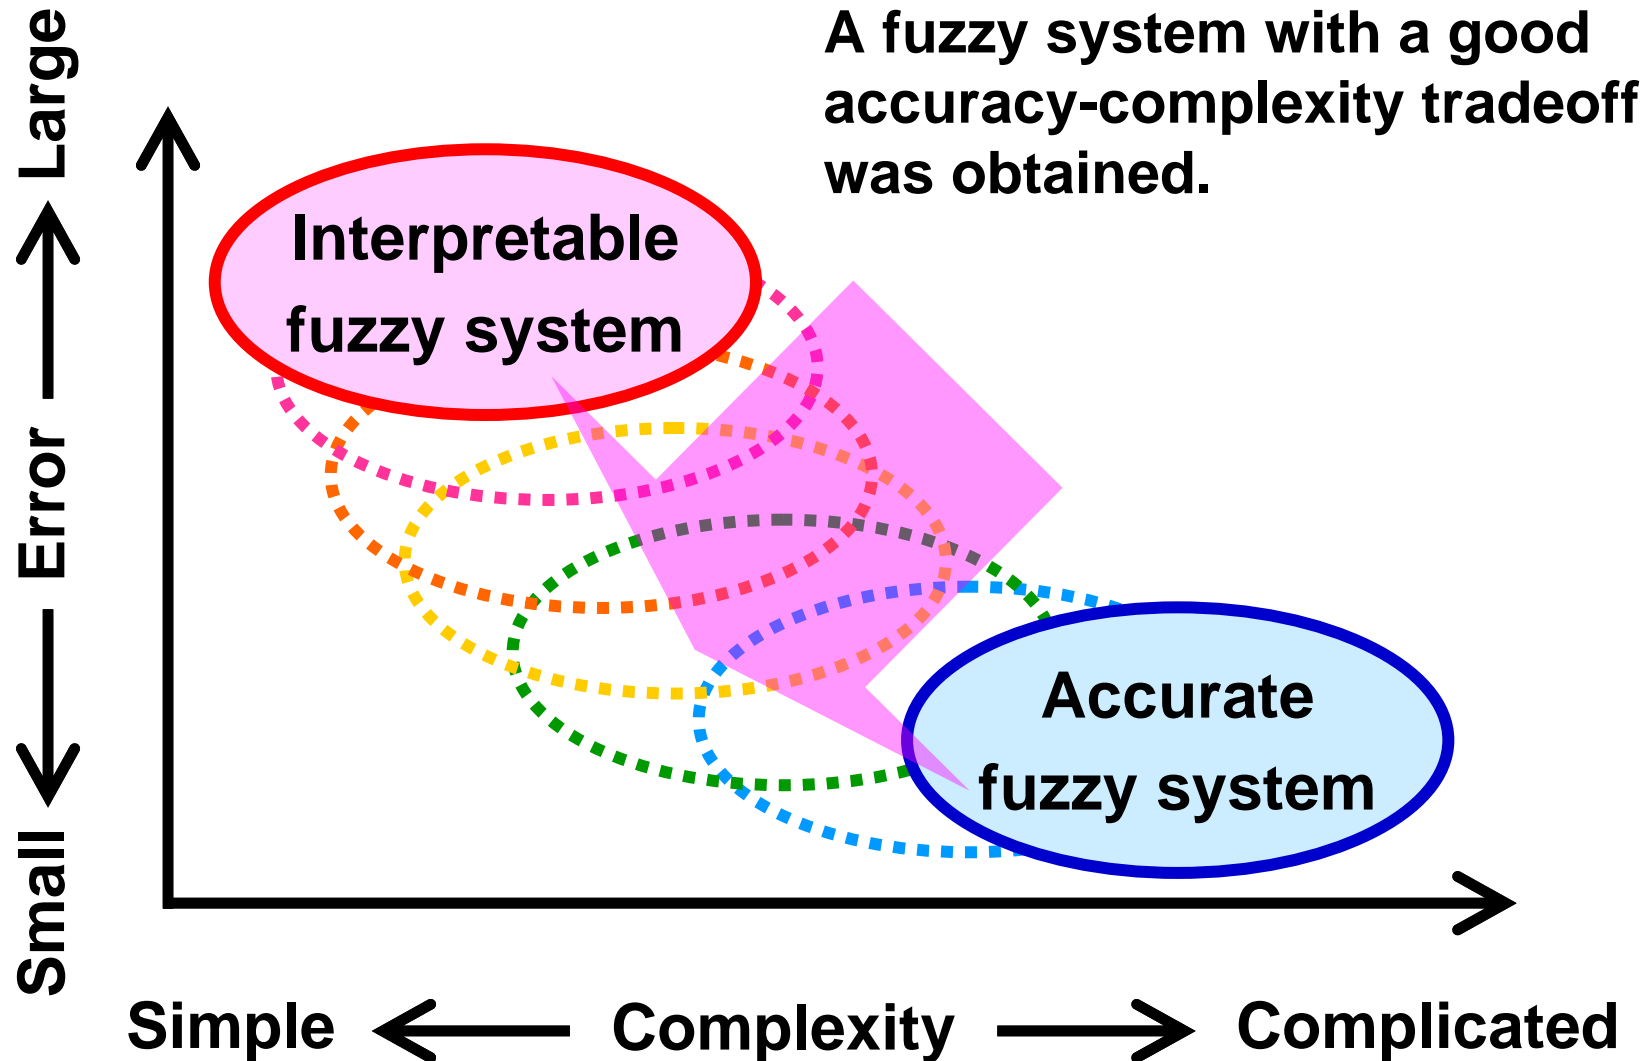 A fuzzy system with a good
accuracy-complexity tradeoff
was obtained.
Large
Error
Small
Interpretable
fuzzy system
Accurate
fuzzy system
Simple
Complexity
Complicated